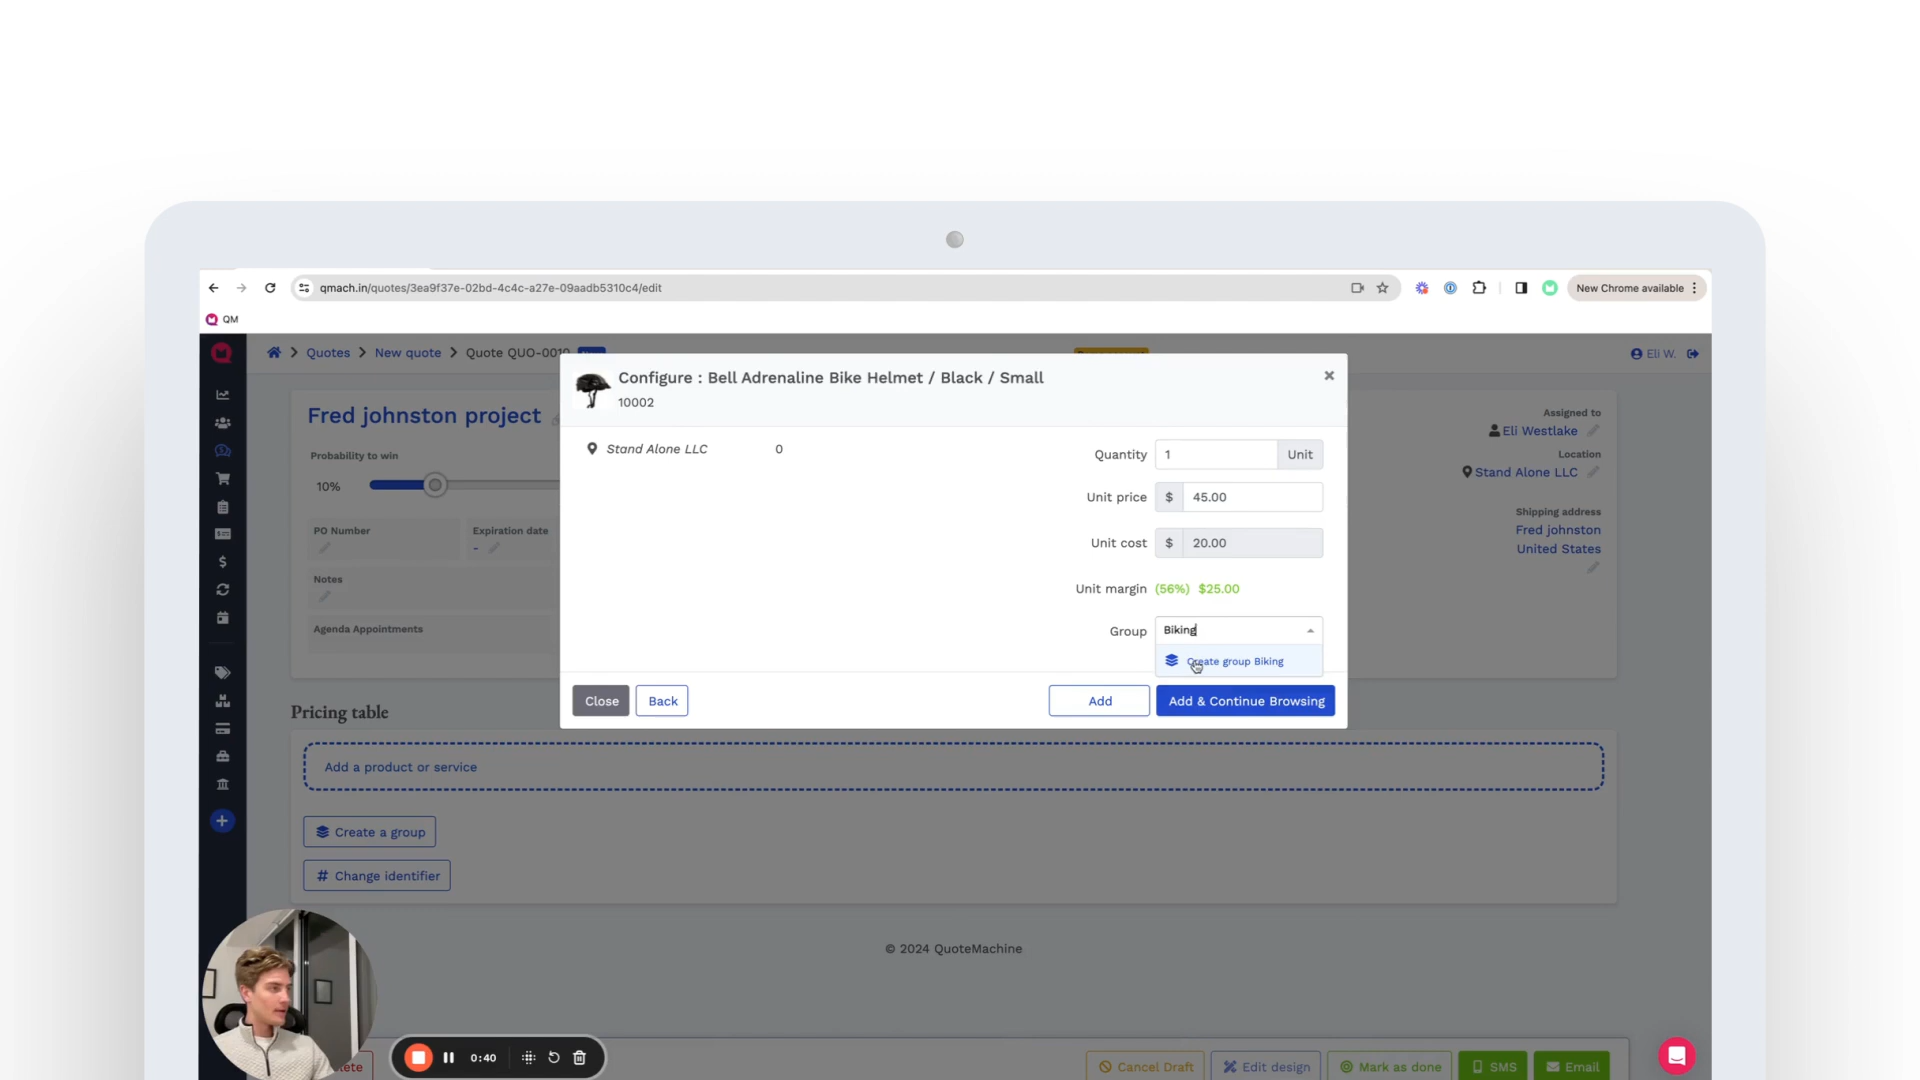 qmach.in/quotes/3ea9f37e-02bd-4c4c-a27e-09aadb5310c4/edit
New Chrome available
QM
Quotes
New quote
Quote QUO-0010
Eli W.
Configure : Bell Adrenaline Bike Helmet / Black / Small
10002
Fred johnston project
Probability to win
10%
PO Number
Expiration date
-
Notes
Agenda Appointments
Stand Alone LLC
0
Quantity
1
Unit
Unit price
$
45.00
Unit cost
$
20.00
Unit margin
(56%) $25.00
Group
Biking
Create group Biking
Close
Back
Add
Add & Continue Browsing
Assigned to
Eli Westlake
Location
Stand Alone LLC
Shipping address
Fred johnston
United States
Pricing table
Add a product or service
Create a group
# Change identifier
© 2024 QuoteMachine
0:40
Cancel Draft
Edit design
Mark as done
SMS
Email